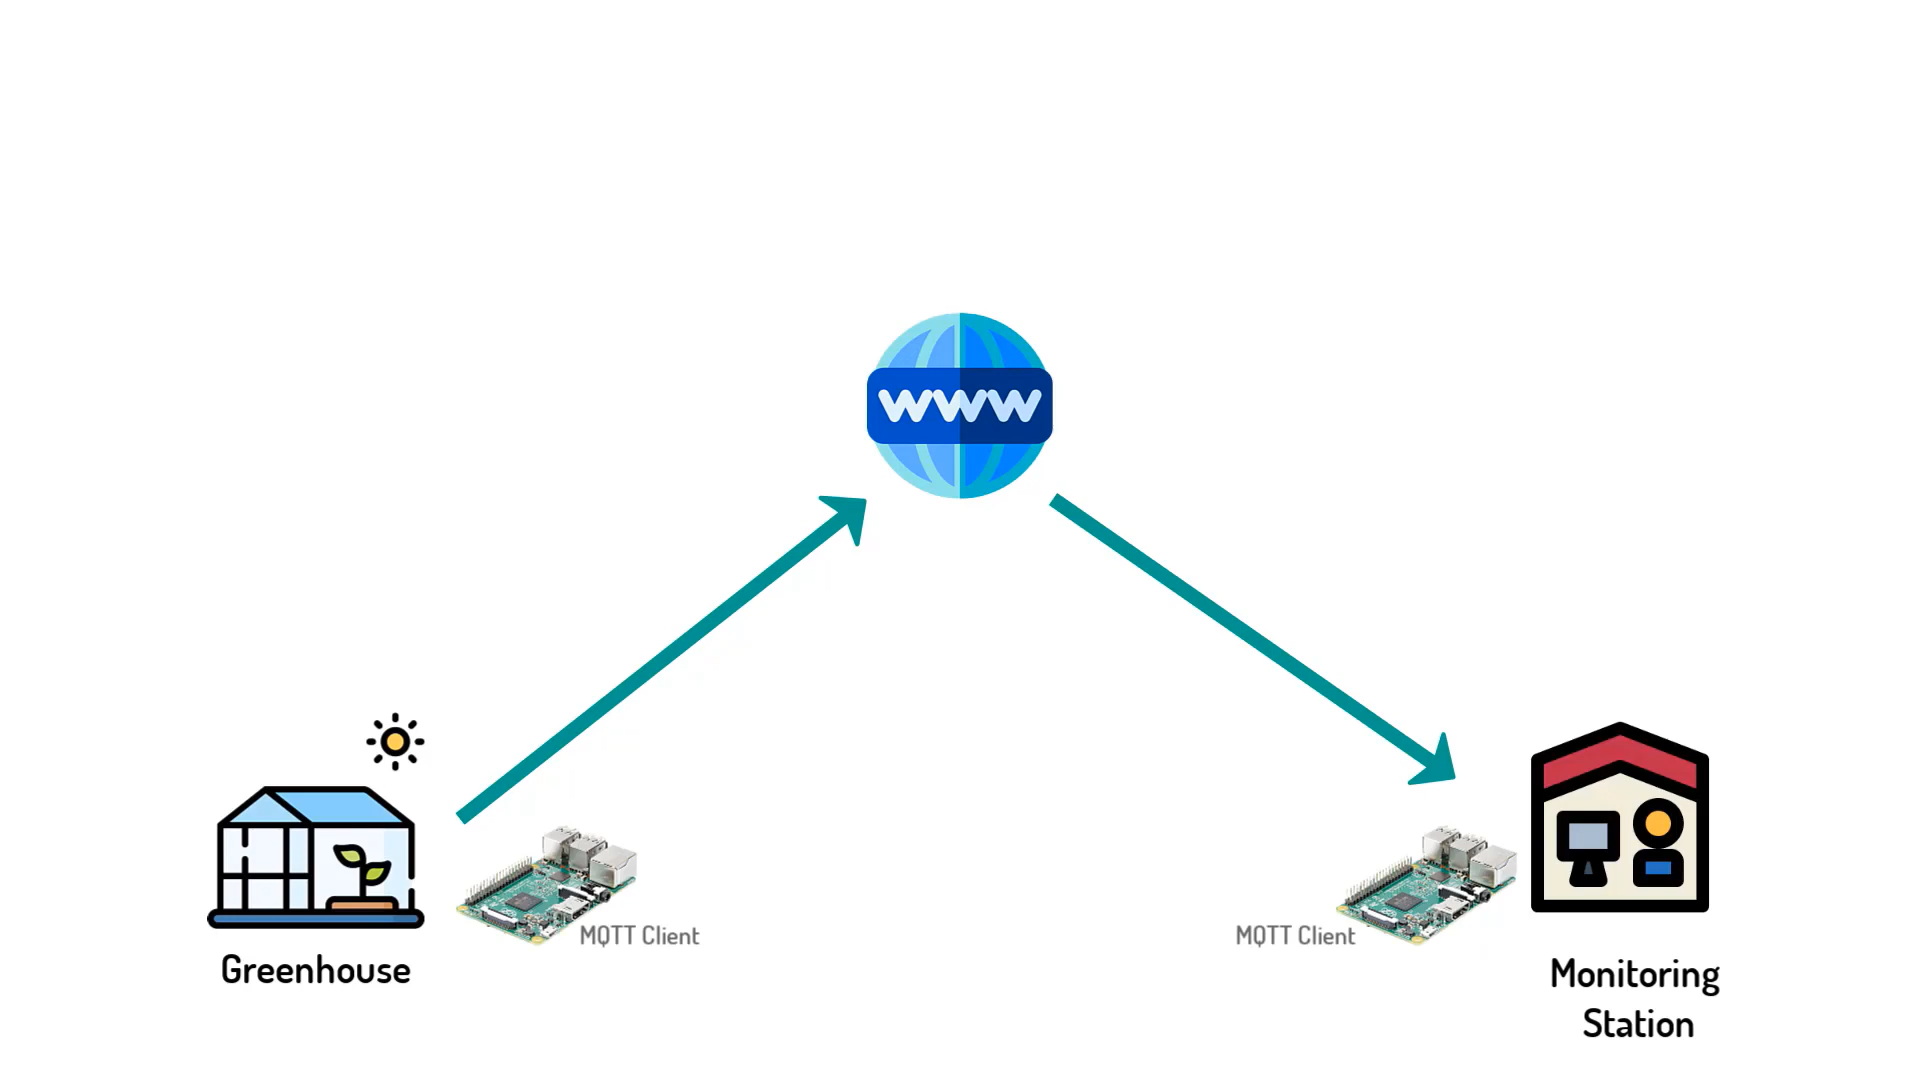 www
MQTT Client
MQTT Client
Greenhouse
Monitoring
Station